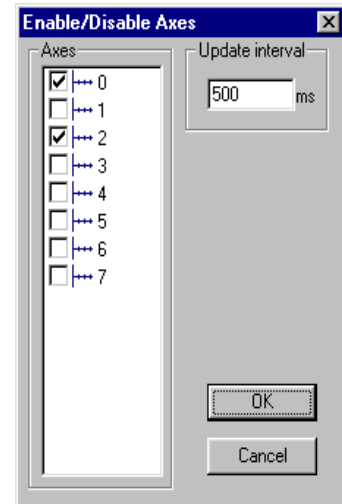 Enable/Disable Axes
Axes
0
1
2
3
4
5
6
7
Update interval
500 ms
OK
Cancel